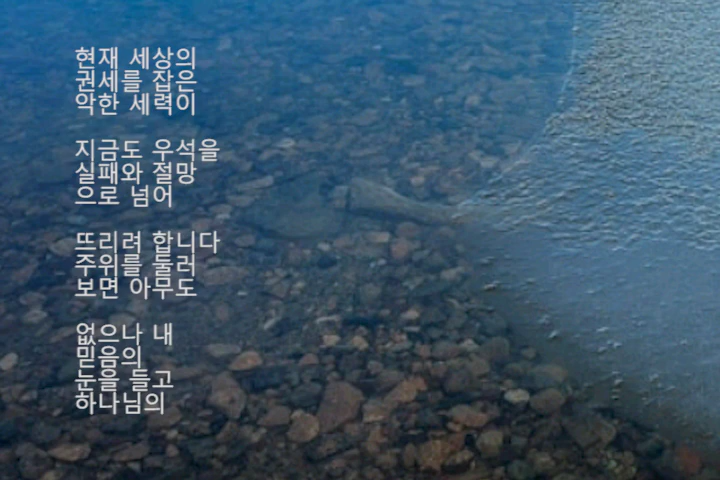 현재 세상의
권세를 잡은
악한 세력이
지금도 우석을
실패와 절망
으로 넘어
뜨리려 합니다
주위를 둘러
보면 아무도
없으나 내
믿음의
눈을 들고
하나님의